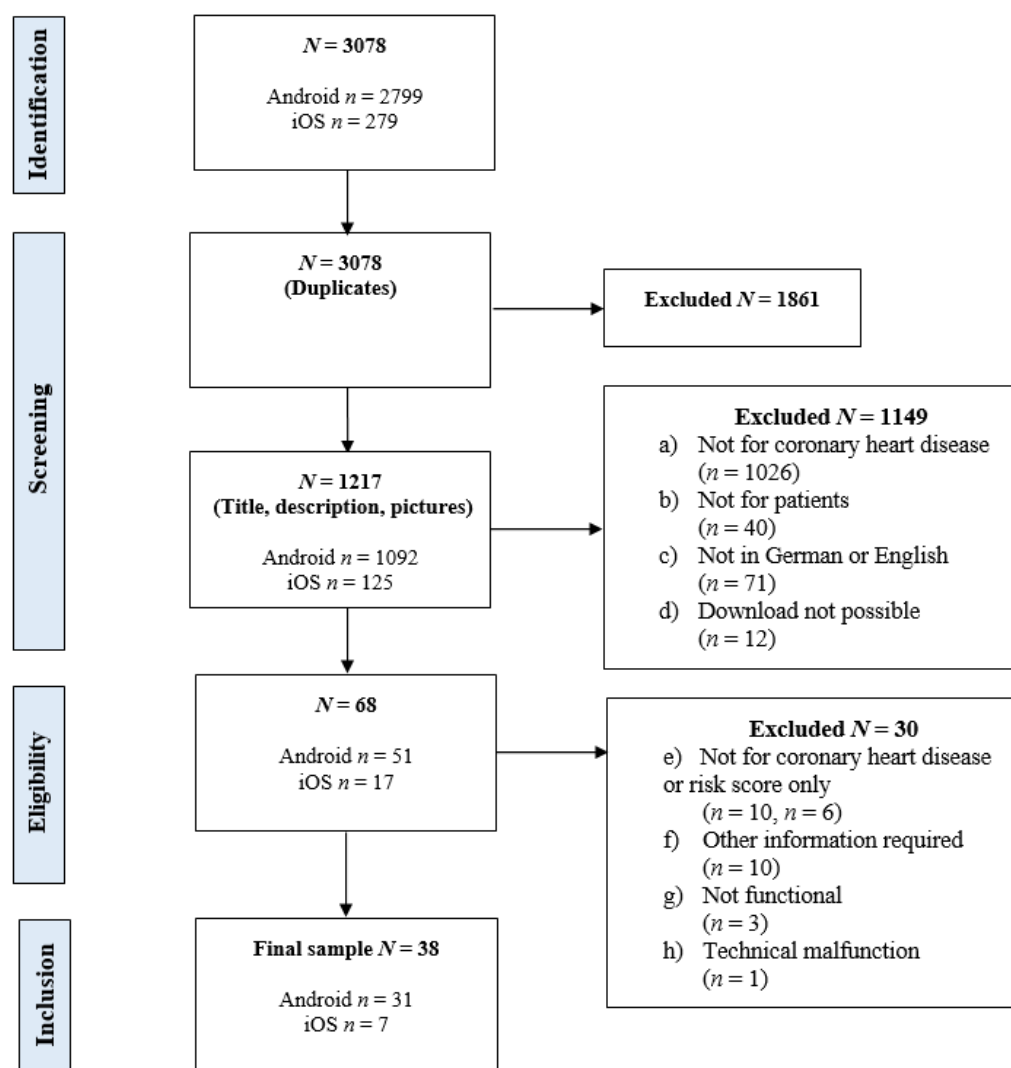 Identification
N = 3078
Android n = 2799
iOS n = 279
Screening
N = 3078
(Duplicates)
Excluded N = 1861
N = 1217
(Title, description, pictures)
Android n = 1092
iOS n = 125
Excluded N = 1149
a) Not for coronary heart disease
(n = 1026)
b) Not for patients
(n = 40)
c) Not in German or English
(n = 71)
d) Download not possible
(n = 12)
Eligibility
N = 68
Android n = 51
iOS n = 17
Excluded N = 30
e) Not for coronary heart disease
or risk score only
(n = 10, n = 6)
f) Other information required
(n = 10)
g) Not functional
(n = 3)
h) Technical malfunction
(n = 1)
Inclusion
Final sample N = 38
Android n = 31
iOS n = 7